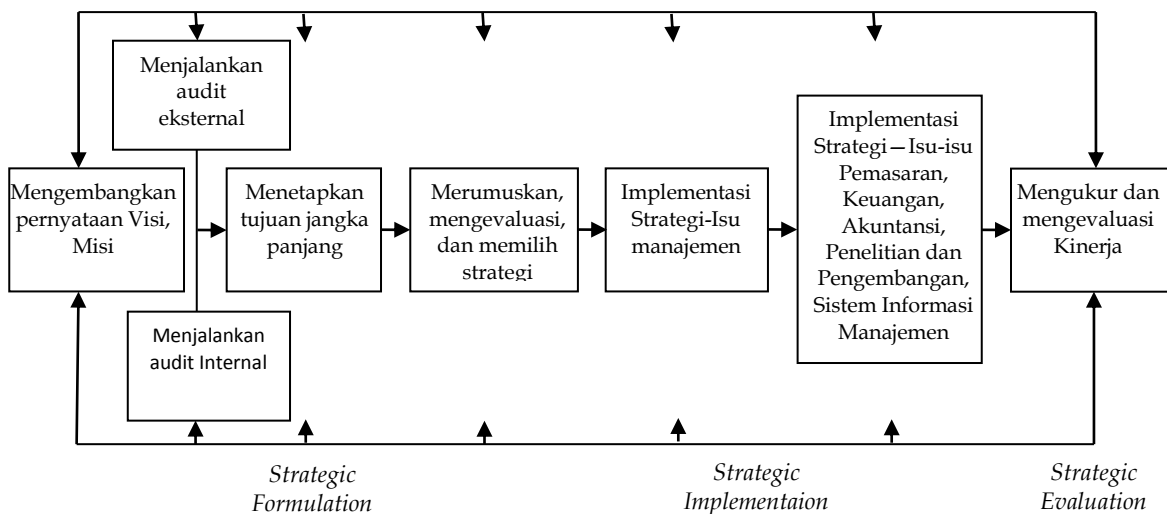 Menjalankan
audit
eksternal
Mengembangkan
pernyataan Visi,
Misi
Menetapkan
tujuan jangka
panjang
Merumuskan,
mengevaluasi,
dan memilih
strategi
Implementasi
Strategi-Isu
manajemen
Implementasi
Strategi—Isu-isu
Pemasaran,
Keuangan,
Akuntansi,
Penelitian dan
Pengembangan,
Sistem Informasi
Manajemen
Mengukur dan
mengevaluasi
Kinerja
Menjalankan
audit Internal
Strategic
Formulation
Strategic
Implementaion
Strategic
Evaluation